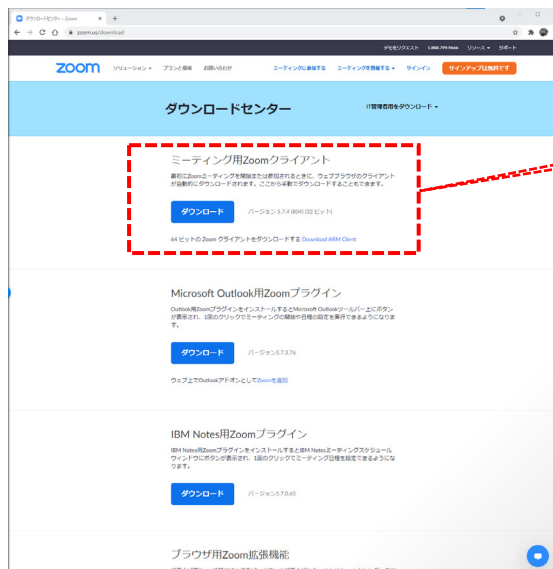 ダウンロードセンター - Zoom
zoom.us/download
デモをリクエスト 1.888.799.9666 リソース サポート
zoom ソリューション プランと価格 お問い合わせ ミーティングに参加する ミーティングを開催する サインイン サインアップは無料です
ダウンロードセンター IT管理者用をダウンロード
ミーティング用Zoomクライアント
最初にZoomミーティングを開始または参加されるときに、ウェブブラウザのクライアント
が自動的にダウンロードされます。ここから手動でダウンロードすることもできます。
ダウンロード バージョン 5.7.4 (804) (32 ビット)
64 ビットの Zoom クライアントをダウンロードする Download ARM Client
Microsoft Outlook用Zoomプラグイン
Outlook用ZoomプラグインをインストールするとMicrosoft Outlookツールバー上にボタン
が表示され、1回のクリックでミーティングの開始や日程の設定を実行できるようになりま
す。
ダウンロード バージョン5.7.3.76
ウェブ上でOutlookアドオンとしてZoomを追加
IBM Notes用Zoomプラグイン
IBM Notes用ZoomプラグインをインストールするとIBM Notesミーティングスケジュール
ウィンドウにボタンが表示され、1回のクリックでミーティング日程を設定できるようにな
ります。
ダウンロード バージョン5.7.0.65
ブラウザ用Zoom拡張機能